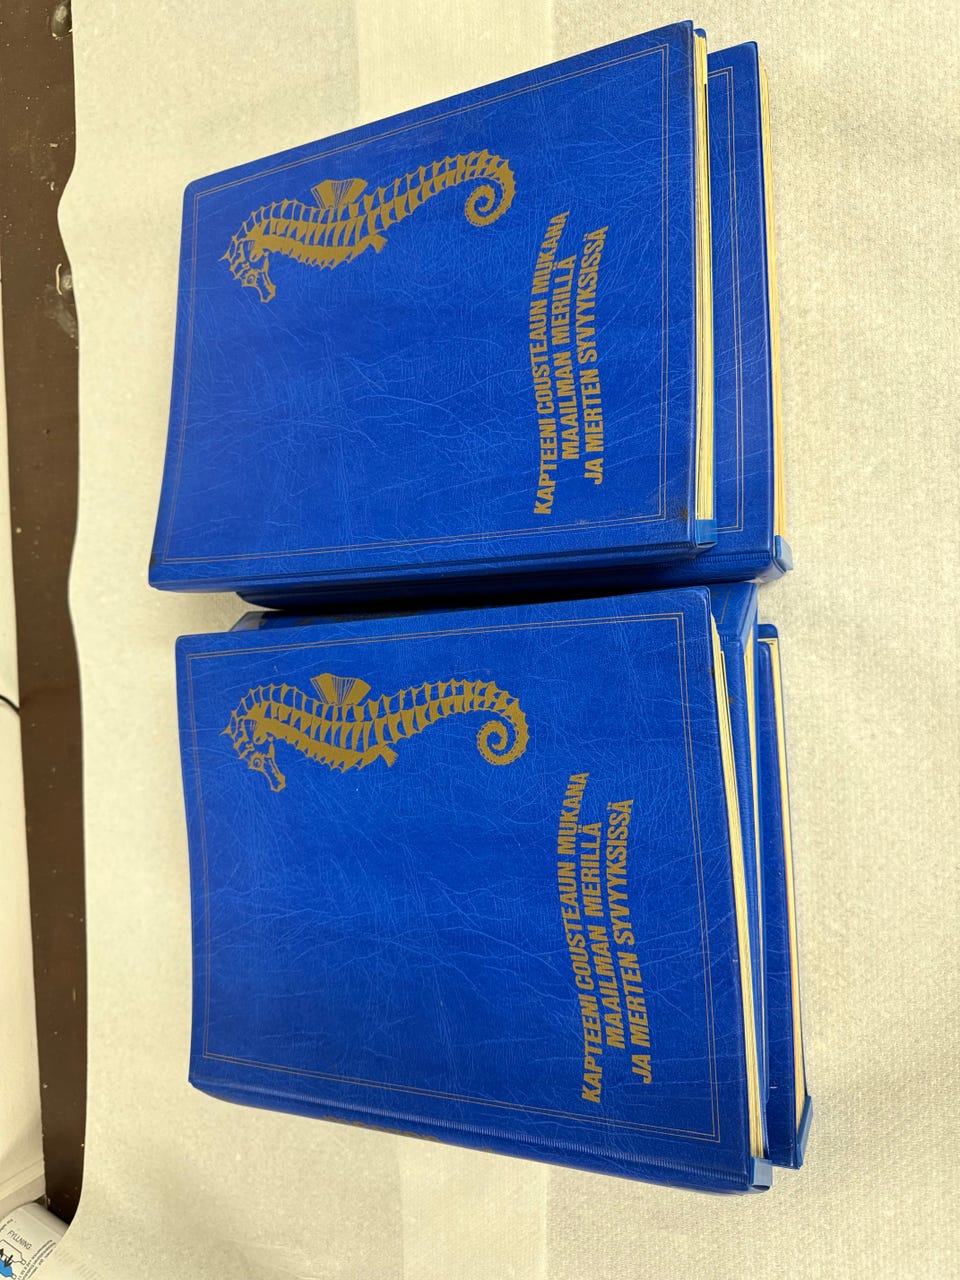 KAPTEENI COUSTEAUN MUKANA
MAAILMAN MERILLÄ
JA MERTEN SYVYYKSISSÄ
KAPTEENI COUSTEAUN MUKANA
MAAILMAN MERILLÄ
JA MERTEN SYVYYKSISSÄ